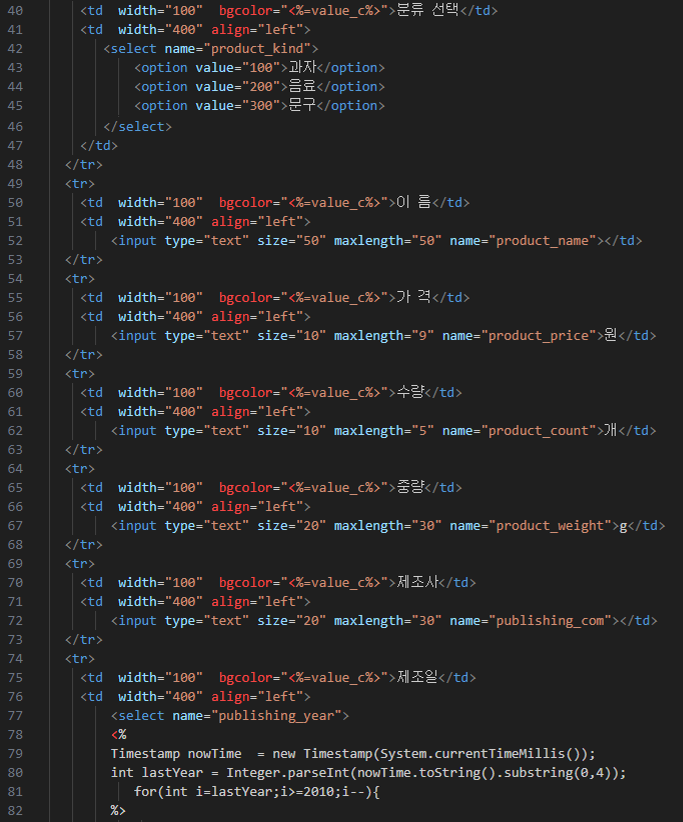 40 <td  width="100"  bgcolor="<%=value_c%>">분류 선택</td>
41 <td  width="400" align="left">
42 <select name="product_kind">
43 <option value="100">과자</option>
44 <option value="200">음료</option>
45 <option value="300">문구</option>
46 </select>
47 </td>
48 </tr>
49 <tr>
50 <td  width="100"  bgcolor="<%=value_c%>">이 름</td>
51 <td  width="400" align="left">
52 <input type="text" size="50" maxlength="50" name="product_name"></td>
53 </tr>
54 <tr>
55 <td  width="100"  bgcolor="<%=value_c%>">가 격</td>
56 <td  width="400" align="left">
57 <input type="text" size="10" maxlength="9" name="product_price">원</td>
58 </tr>
59 <tr>
60 <td  width="100"  bgcolor="<%=value_c%>">수량</td>
61 <td  width="400" align="left">
62 <input type="text" size="10" maxlength="5" name="product_count">개</td>
63 </tr>
64 <tr>
65 <td  width="100"  bgcolor="<%=value_c%>">중량</td>
66 <td  width="400" align="left">
67 <input type="text" size="20" maxlength="30" name="product_weight">g</td>
68 </tr>
69 <tr>
70 <td  width="100"  bgcolor="<%=value_c%>">제조사</td>
71 <td  width="400" align="left">
72 <input type="text" size="20" maxlength="30" name="publishing_com"></td>
73 </tr>
74 <tr>
75 <td  width="100"  bgcolor="<%=value_c%>">제조일</td>
76 <td  width="400" align="left">
77 <select name="publishing_year">
78 <%
79 Timestamp nowTime  = new Timestamp(System.currentTimeMillis());
80 int lastYear = Integer.parseInt(nowTime.toString().substring(0,4));
81 for(int i=lastYear;i>=2010;i--){
82 %>